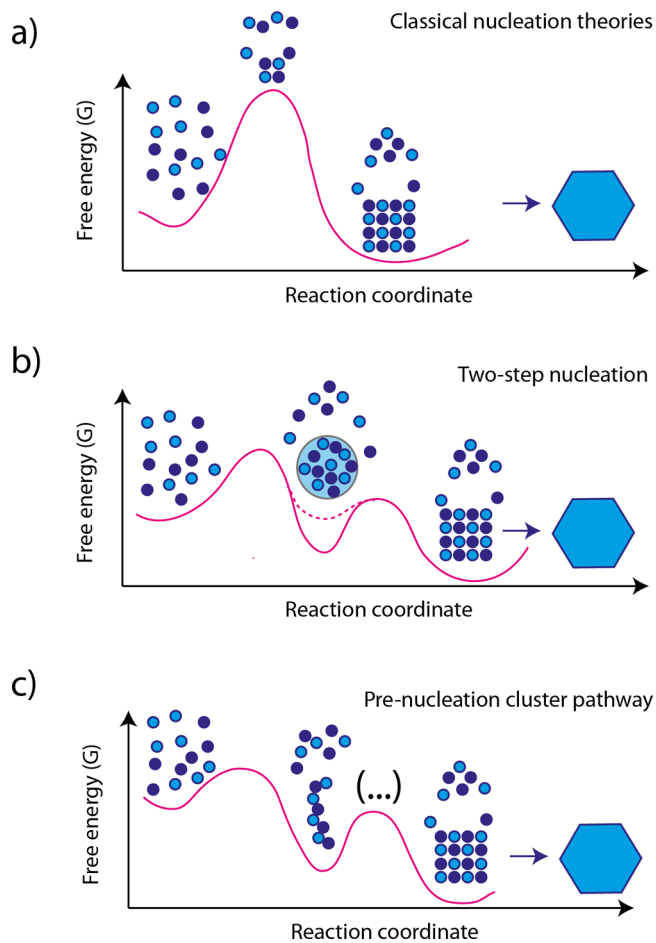 a)
Classical nucleation theories
Free energy (G)
Reaction coordinate
b)
Two-step nucleation
Free energy (G)
Reaction coordinate
c)
Pre-nucleation cluster pathway
(...)
Free energy (G)
Reaction coordinate